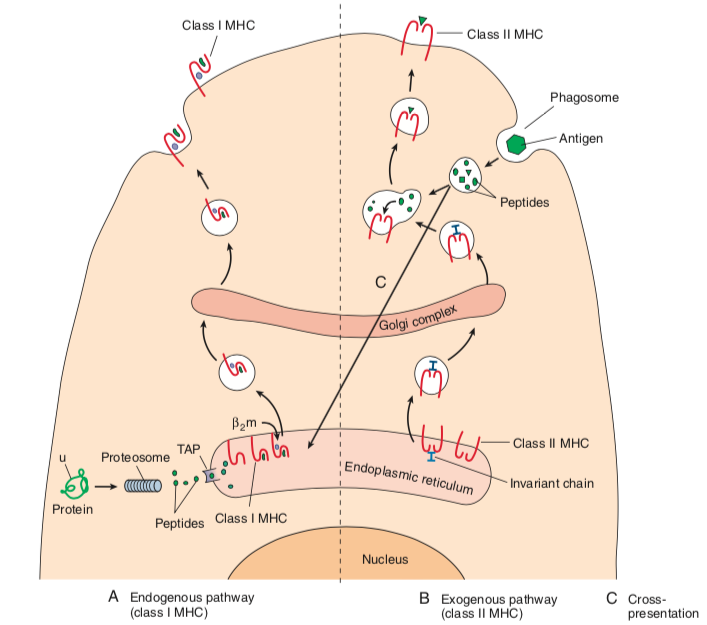 Class I MHC
Class II MHC
Phagosome
Antigen
Peptides
C
Golgi complex
β₂m
TAP
Class II MHC
u
Proteosome
Endoplasmic reticulum
Invariant chain
Protein
Peptides
Class I MHC
Nucleus
A Endogenous pathway
(class I MHC)
B Exogenous pathway
(class II MHC)
C Cross-
presentation